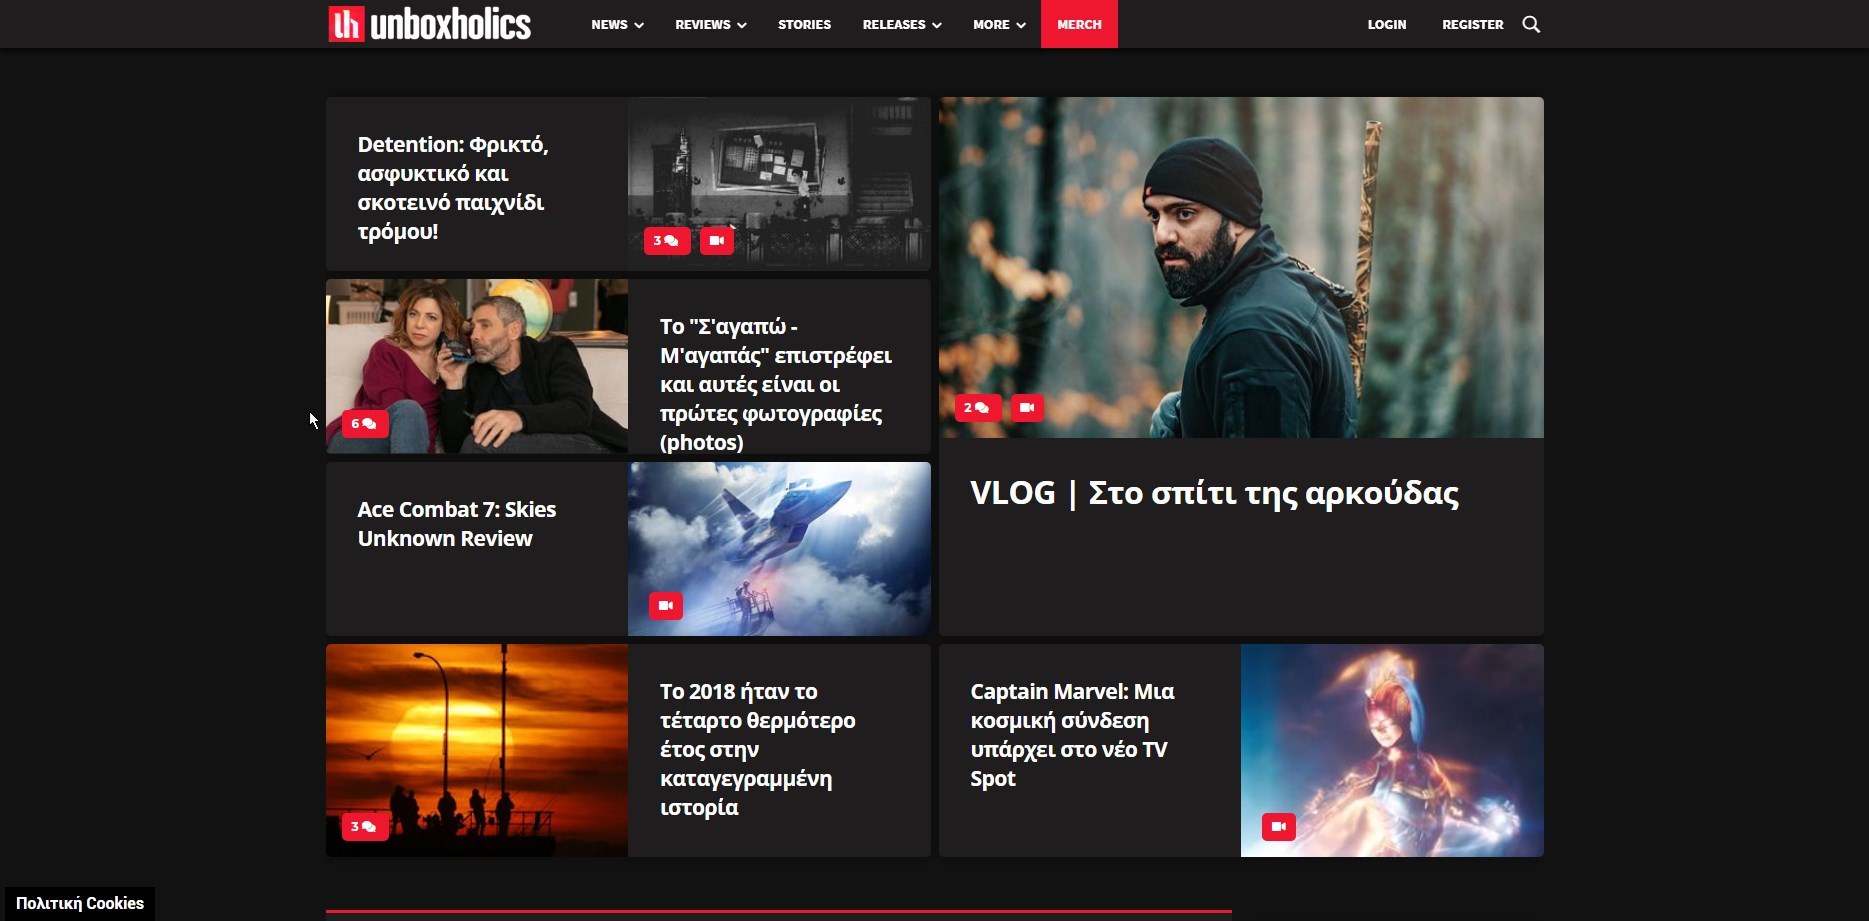 unboxholics
NEWS
REVIEWS
STORIES
RELEASES
MORE
MERCH
LOGIN
REGISTER
Detention: Φρικτό,
ασφυκτικό και
σκοτεινό παιχνίδι
τρόμου!
3
Το "Σ'αγαπώ -
Μ'αγαπάς" επιστρέφει
και αυτές είναι οι
πρώτες φωτογραφίες
(photos)
6
Ace Combat 7: Skies
Unknown Review
2
VLOG | Στο σπίτι της αρκούδας
Το 2018 ήταν το
τέταρτο θερμότερο
έτος στην
καταγεγραμμένη
ιστορία
3
Captain Marvel: Μια
κοσμική σύνδεση
υπάρχει στο νέο TV
Spot
Πολιτική Cookies